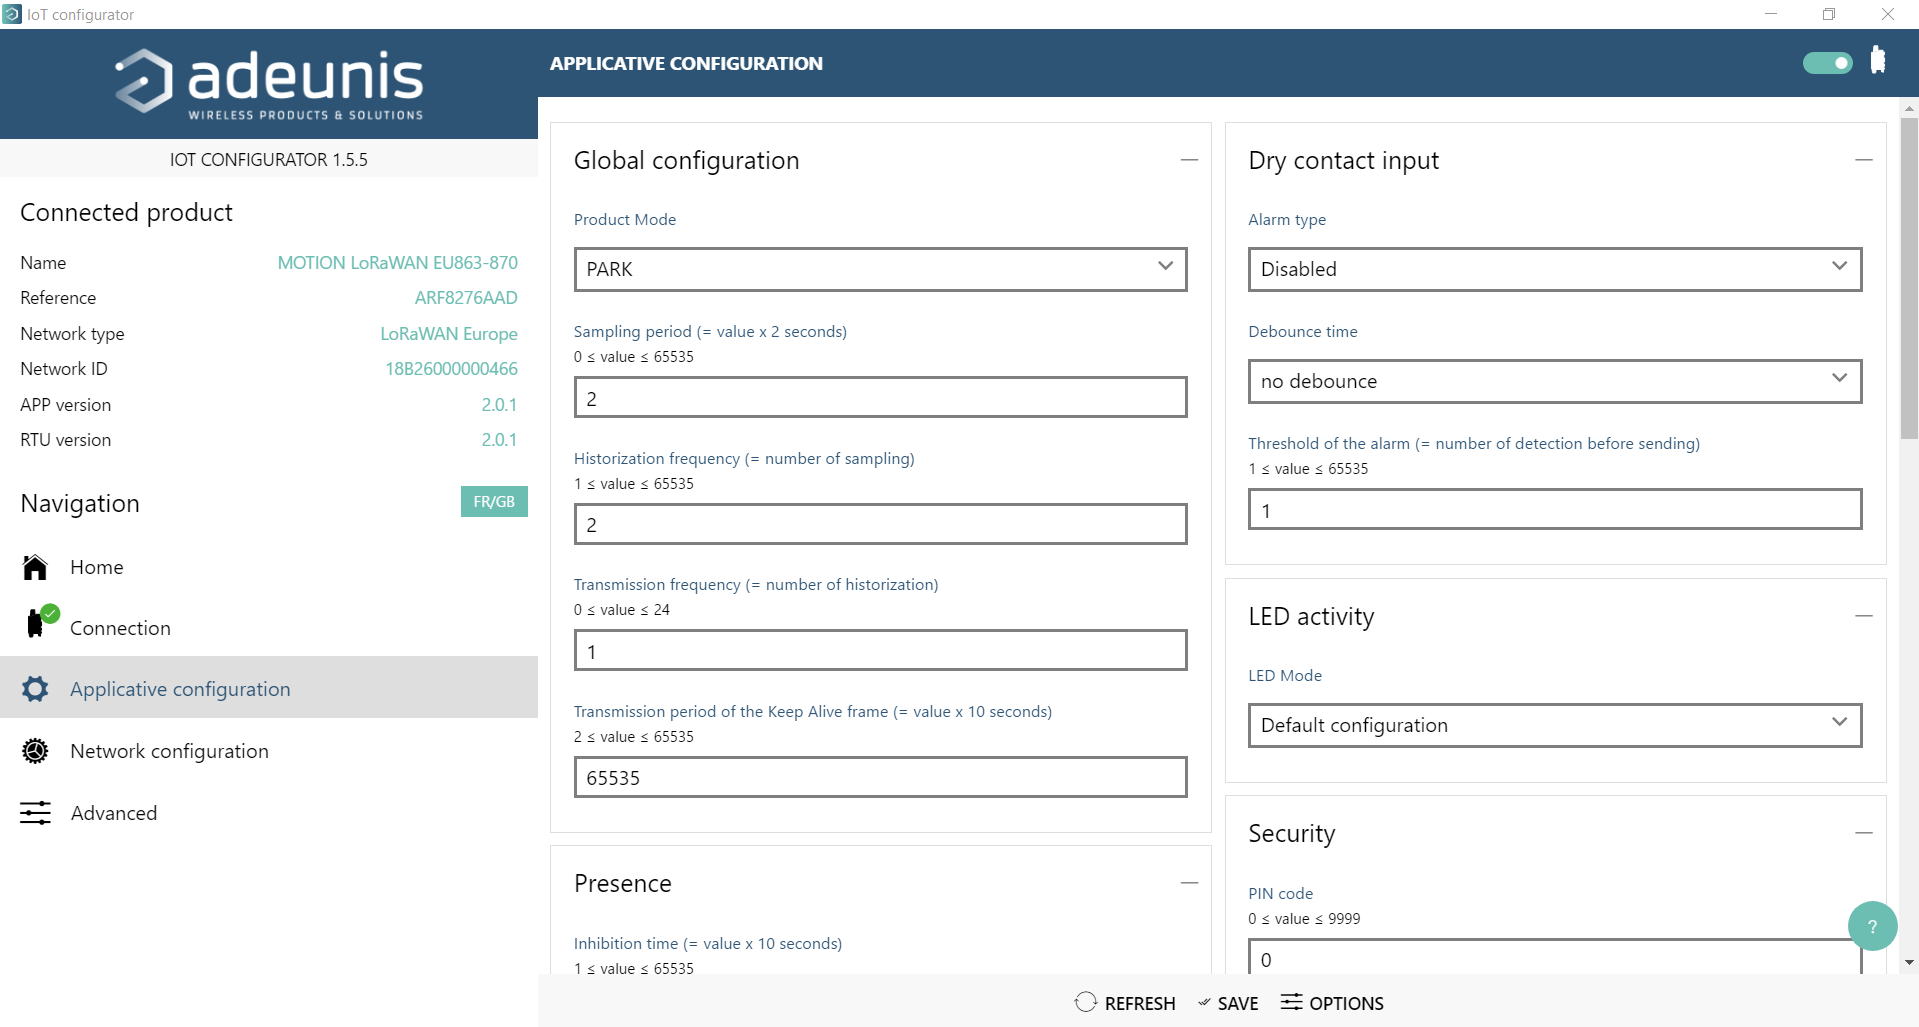 IoT configurator
adeunis
WIRELESS PRODUCTS & SOLUTIONS
IOT CONFIGURATOR 1.5.5
Connected product
Name MOTION LoRaWAN EU863-870
Reference ARF8276AAD
Network type LoRaWAN Europe
Network ID 18B26000000466
APP version 2.0.1
RTU version 2.0.1
Navigation FR/GB
Home
Connection
Applicative configuration
Network configuration
Advanced
APPLICATIVE CONFIGURATION
Global configuration
Product Mode
PARK
Sampling period (= value x 2 seconds)
0 ≤ value ≤ 65535
2
Historization frequency (= number of sampling)
1 ≤ value ≤ 65535
2
Transmission frequency (= number of historization)
0 ≤ value ≤ 24
1
Transmission period of the Keep Alive frame (= value x 10 seconds)
2 ≤ value ≤ 65535
65535
Presence
Inhibition time (= value x 10 seconds)
1 ≤ value ≤ 65535
Dry contact input
Alarm type
Disabled
Debounce time
no debounce
Threshold of the alarm (= number of detection before sending)
1 ≤ value ≤ 65535
1
LED activity
LED Mode
Default configuration
Security
PIN code
0 ≤ value ≤ 9999
0
?
REFRESH SAVE OPTIONS